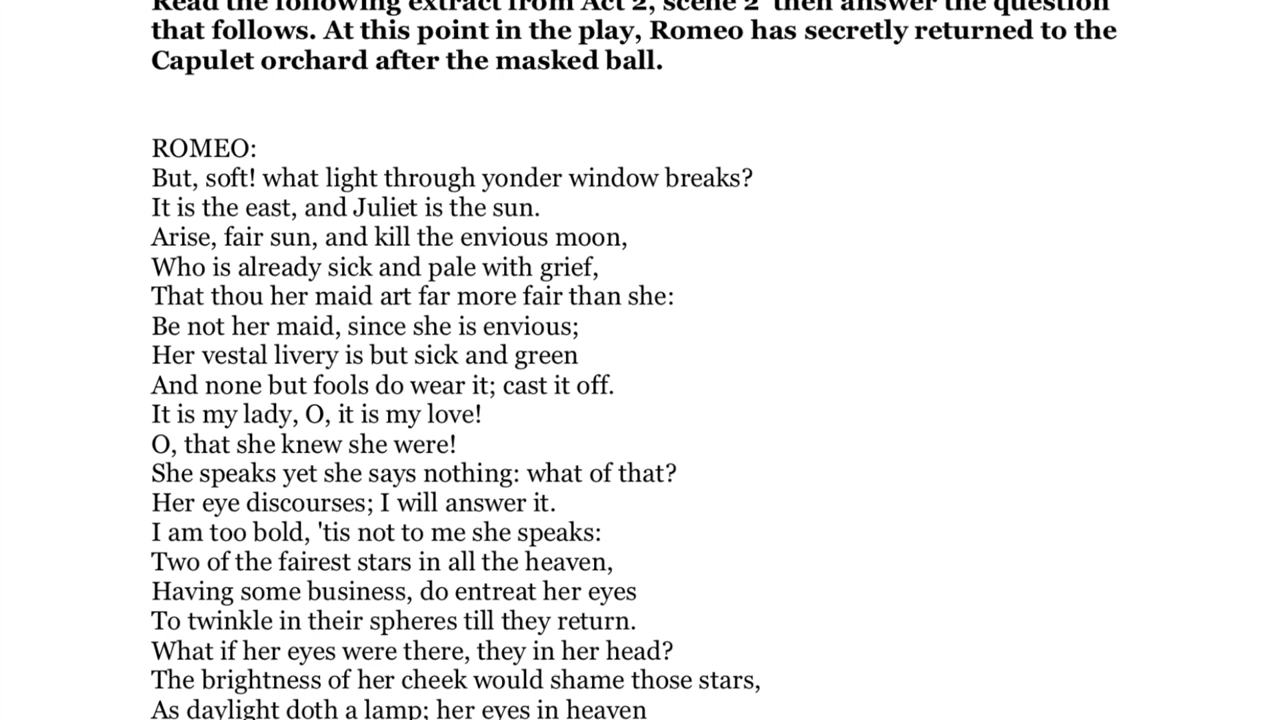 Read the following extract from Act 2, scene 2 then answer the question
that follows. At this point in the play, Romeo has secretly returned to the
Capulet orchard after the masked ball.
ROMEO:
But, soft! what light through yonder window breaks?
It is the east, and Juliet is the sun.
Arise, fair sun, and kill the envious moon,
Who is already sick and pale with grief,
That thou her maid art far more fair than she:
Be not her maid, since she is envious;
Her vestal livery is but sick and green
And none but fools do wear it; cast it off.
It is my lady, O, it is my love!
O, that she knew she were!
She speaks yet she says nothing: what of that?
Her eye discourses; I will answer it.
I am too bold, 'tis not to me she speaks:
Two of the fairest stars in all the heaven,
Having some business, do entreat her eyes
To twinkle in their spheres till they return.
What if her eyes were there, they in her head?
The brightness of her cheek would shame those stars,
As daylight doth a lamp; her eyes in heaven